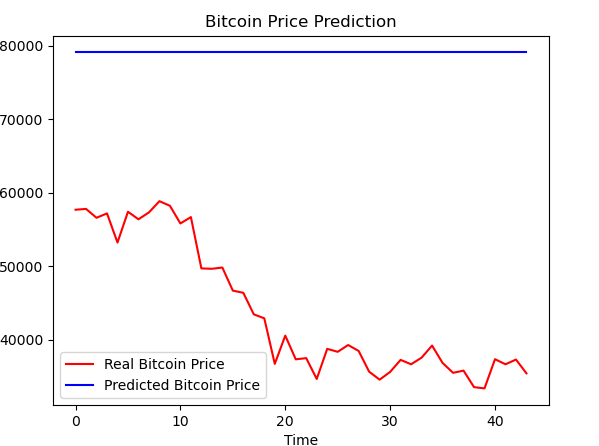 Bitcoin Price Prediction
80000
70000
60000
50000
40000
Real Bitcoin Price
Predicted Bitcoin Price
0 10 20 30 40
Time